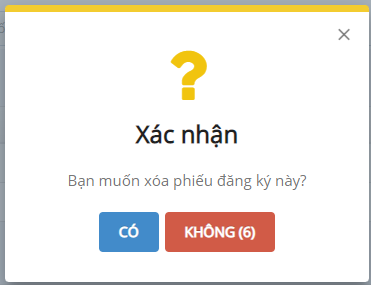 Xác nhận
Bạn muốn xóa phiếu đăng ký này?
CÓ
KHÔNG (6)